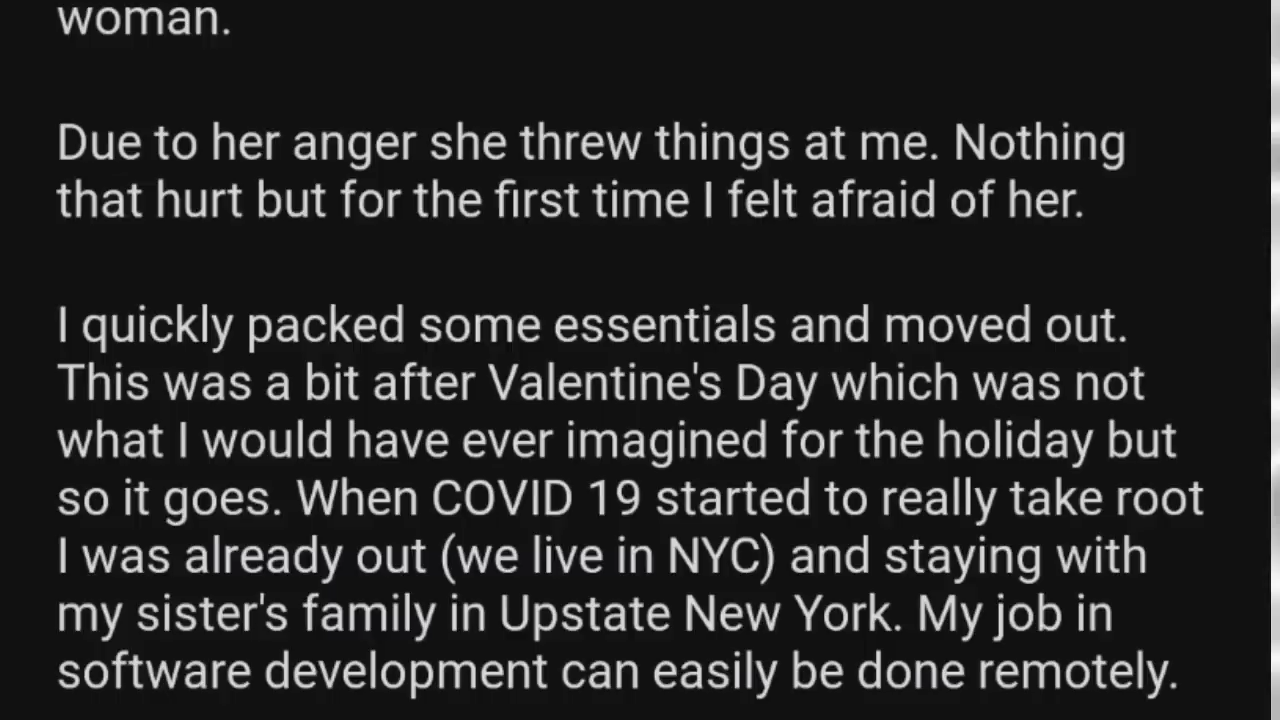 woman.
Due to her anger she threw things at me. Nothing
that hurt but for the first time I felt afraid of her.
I quickly packed some essentials and moved out.
This was a bit after Valentine's Day which was not
what I would have ever imagined for the holiday but
so it goes. When COVID 19 started to really take root
I was already out (we live in NYC) and staying with
my sister's family in Upstate New York. My job in
software development can easily be done remotely.